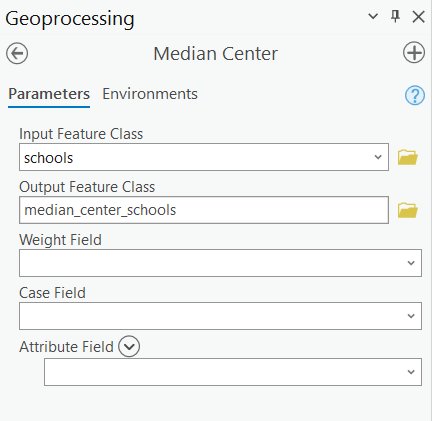 Geoprocessing
Median Center
Parameters Environments
?
Input Feature Class
schools
Output Feature Class
median_center_schools
Weight Field
Case Field
Attribute Field